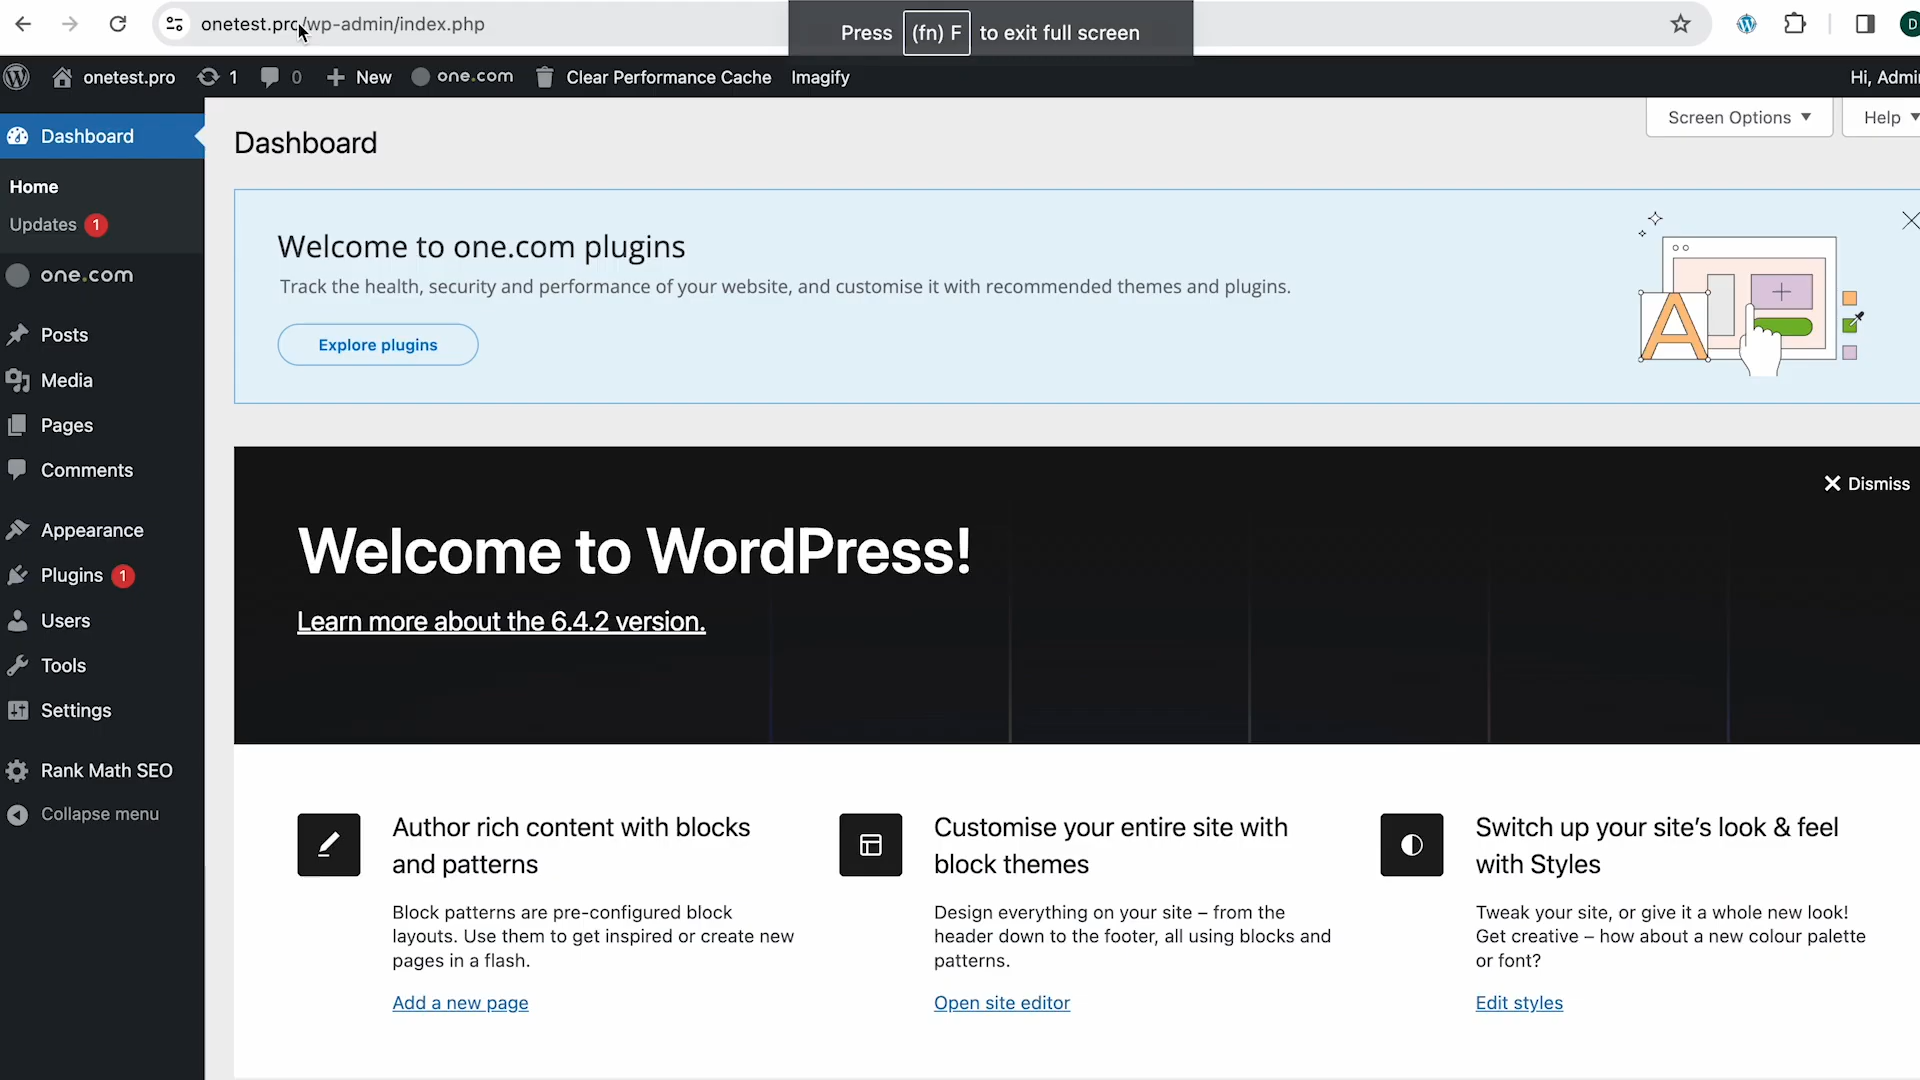 onetest.pro/wp-admin/index.php
Press (fn) F to exit full screen
onetest.pro 1 0 New one.com Clear Performance Cache Imagify Hi, Admi
Screen Options Help
Dashboard
Home
Updates 1
one.com
Posts
Media
Pages
Comments
Appearance
Plugins 1
Users
Tools
Settings
Rank Math SEO
Collapse menu
Dashboard
Welcome to one.com plugins
Track the health, security and performance of your website, and customise it with recommended themes and plugins.
Explore plugins
A
Dismiss
Welcome to WordPress!
Learn more about the 6.4.2 version.
Author rich content with blocks
and patterns
Block patterns are pre-configured block
layouts. Use them to get inspired or create new
pages in a flash.
Add a new page
Customise your entire site with
block themes
Design everything on your site – from the
header down to the footer, all using blocks and
patterns.
Open site editor
Switch up your site’s look & feel
with Styles
Tweak your site, or give it a whole new look!
Get creative – how about a new colour palette
or font?
Edit styles
D